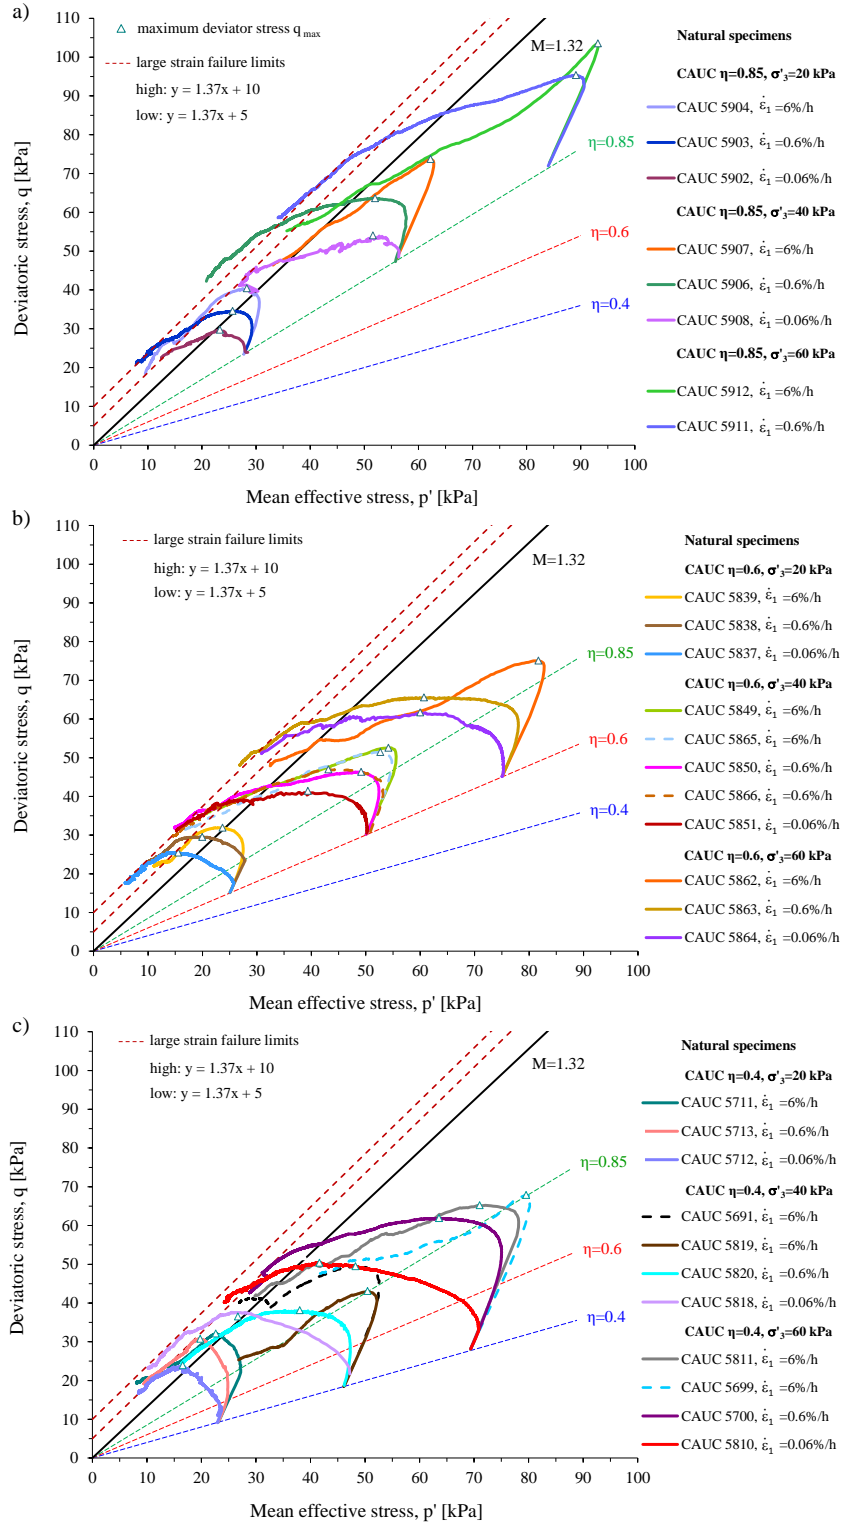 a)
110
100
90
80
70
60
50
40
30
20
10
0
0
10
20
30
40
50
60
70
80
90
100
Deviatoric stress, q [kPa]
Mean effective stress, p' [kPa]
maximum deviator stress q max
large strain failure limits
high: y = 1.37x + 10
low: y = 1.37x + 5
M=1.32
η=0.85
η=0.6
η=0.4
Natural specimens
CAUC η=0.85, σ'₃=20 kPa
CAUC 5904, ε̇₁ =6%/h
CAUC 5903, ε̇₁ =0.6%/h
CAUC 5902, ε̇₁ =0.06%/h
CAUC η=0.85, σ'₃=40 kPa
CAUC 5907, ε̇₁ =6%/h
CAUC 5906, ε̇₁ =0.6%/h
CAUC 5908, ε̇₁ =0.06%/h
CAUC η=0.85, σ'₃=60 kPa
CAUC 5912, ε̇₁ =6%/h
CAUC 5911, ε̇₁ =0.6%/h
b)
110
100
90
80
70
60
50
40
30
20
10
0
0
10
20
30
40
50
60
70
80
90
100
Deviatoric stress, q [kPa]
Mean effective stress, p' [kPa]
large strain failure limits
high: y = 1.37x + 10
low: y = 1.37x + 5
M=1.32
η=0.85
η=0.6
η=0.4
Natural specimens
CAUC η=0.6, σ'₃=20 kPa
CAUC 5839, ε̇₁ =6%/h
CAUC 5838, ε̇₁ =0.6%/h
CAUC 5837, ε̇₁ =0.06%/h
CAUC η=0.6, σ'₃=40 kPa
CAUC 5849, ε̇₁ =6%/h
CAUC 5865, ε̇₁ =6%/h
CAUC 5850, ε̇₁ =0.6%/h
CAUC 5866, ε̇₁ =0.6%/h
CAUC 5851, ε̇₁ =0.06%/h
CAUC η=0.6, σ'₃=60 kPa
CAUC 5862, ε̇₁ =6%/h
CAUC 5863, ε̇₁ =0.6%/h
CAUC 5864, ε̇₁ =0.06%/h
c)
110
100
90
80
70
60
50
40
30
20
10
0
0
10
20
30
40
50
60
70
80
90
100
Deviatoric stress, q [kPa]
Mean effective stress, p' [kPa]
large strain failure limits
high: y = 1.37x + 10
low: y = 1.37x + 5
M=1.32
η=0.85
η=0.6
η=0.4
Natural specimens
CAUC η=0.4, σ'₃=20 kPa
CAUC 5711, ε̇₁ =6%/h
CAUC 5713, ε̇₁ =0.6%/h
CAUC 5712, ε̇₁ =0.06%/h
CAUC η=0.4, σ'₃=40 kPa
CAUC 5691, ε̇₁ =6%/h
CAUC 5819, ε̇₁ =6%/h
CAUC 5820, ε̇₁ =0.6%/h
CAUC 5818, ε̇₁ =0.06%/h
CAUC η=0.4, σ'₃=60 kPa
CAUC 5811, ε̇₁ =6%/h
CAUC 5699, ε̇₁ =6%/h
CAUC 5700, ε̇₁ =0.6%/h
CAUC 5810, ε̇₁ =0.06%/h